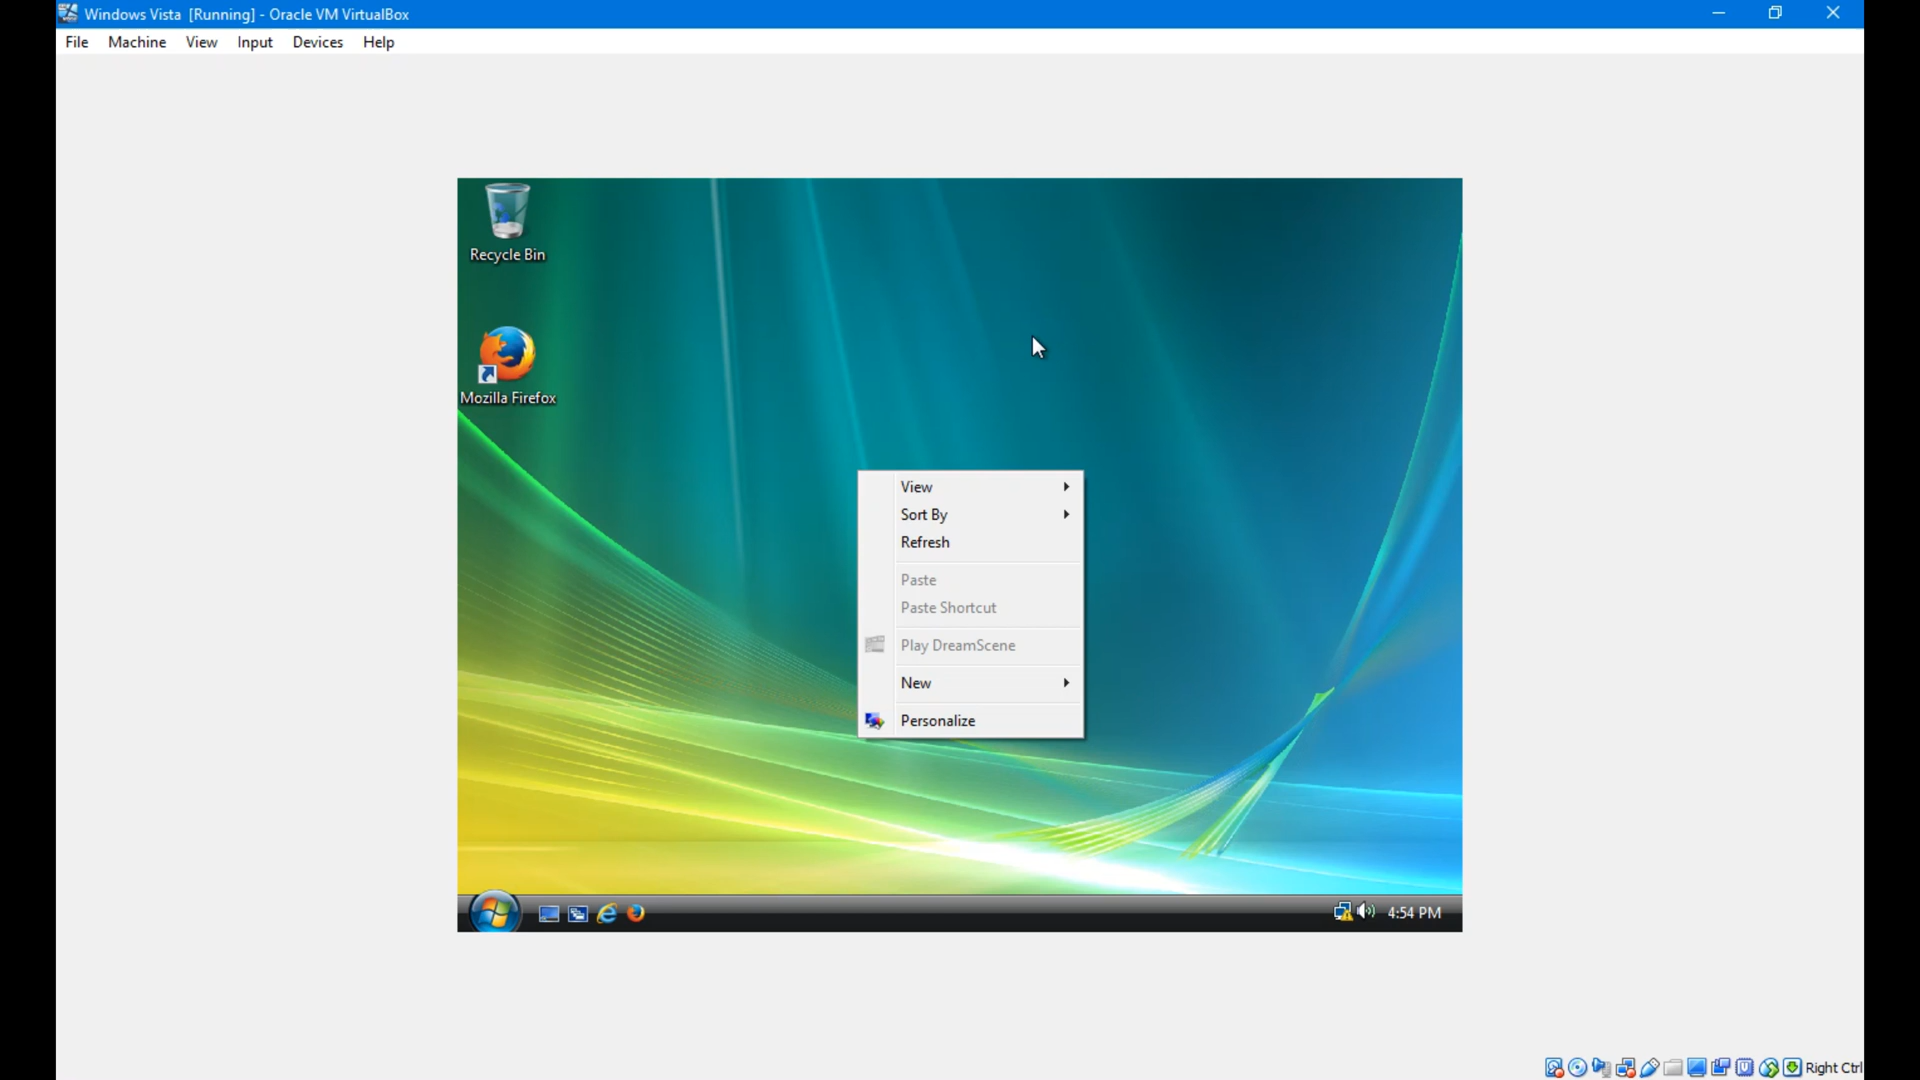 Windows Vista [Running] - Oracle VM VirtualBox
File Machine View Input Devices Help
Recycle Bin
Mozilla Firefox
View
Sort By
Refresh
Paste
Paste Shortcut
Play DreamScene
New
Personalize
4:54 PM
Right Ctrl